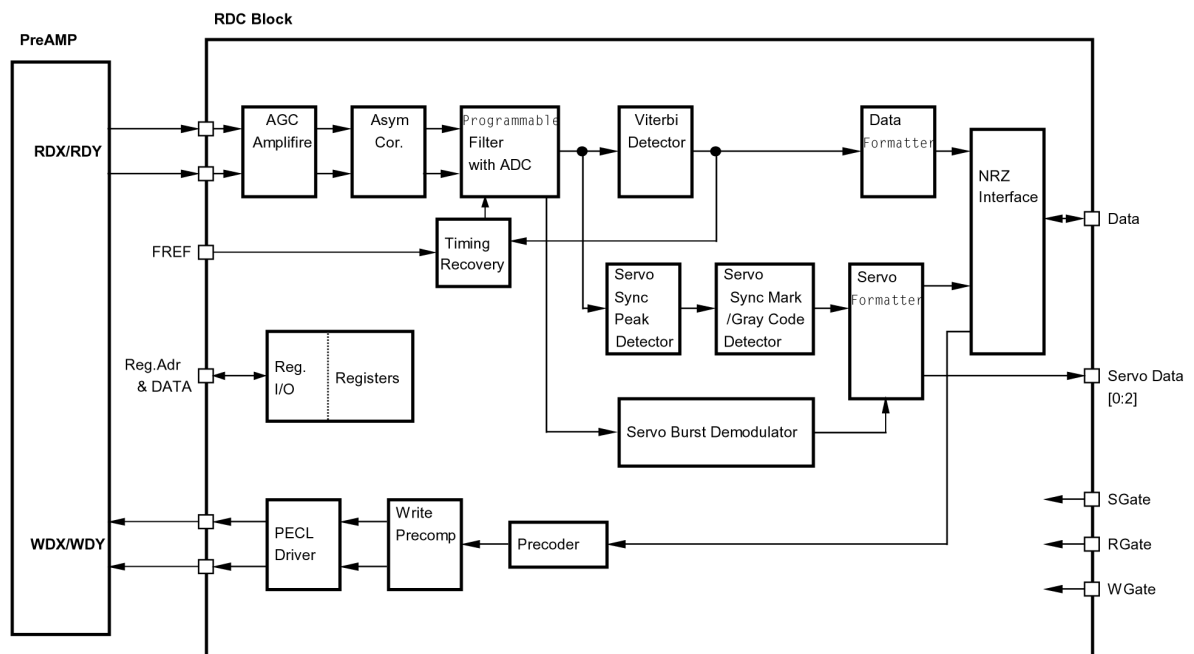 RDC Block
PreAMP
AGC
Amplifire
Asym
Cor.
Programmable
Filter
with ADC
Viterbi
Detector
Data
Formatter
NRZ
Interface
RDX/RDY
Data
FREF
Timing
Recovery
Servo
Sync
Peak
Detector
Servo
Sync Mark
/Gray Code
Detector
Servo
Formatter
Reg.Adr
& DATA
Reg.
I/O
Registers
Servo Data
[0:2]
Servo Burst Demodulator
SGate
RGate
WGate
WDX/WDY
PECL
Driver
Write
Precomp
Precoder